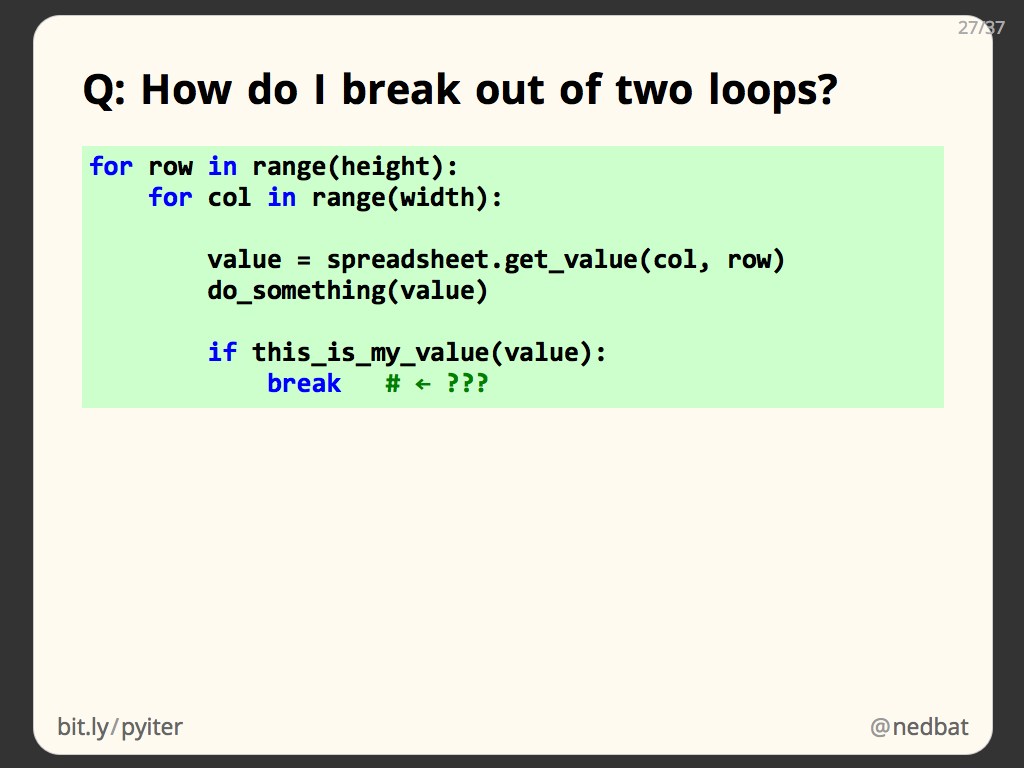 27/37
Q: How do I break out of two loops?
for row in range(height):
    for col in range(width):
        value = spreadsheet.get_value(col, row)
        do_something(value)
        if this_is_my_value(value):
            break   # ← ???
bit.ly/pyiter
@nedbat